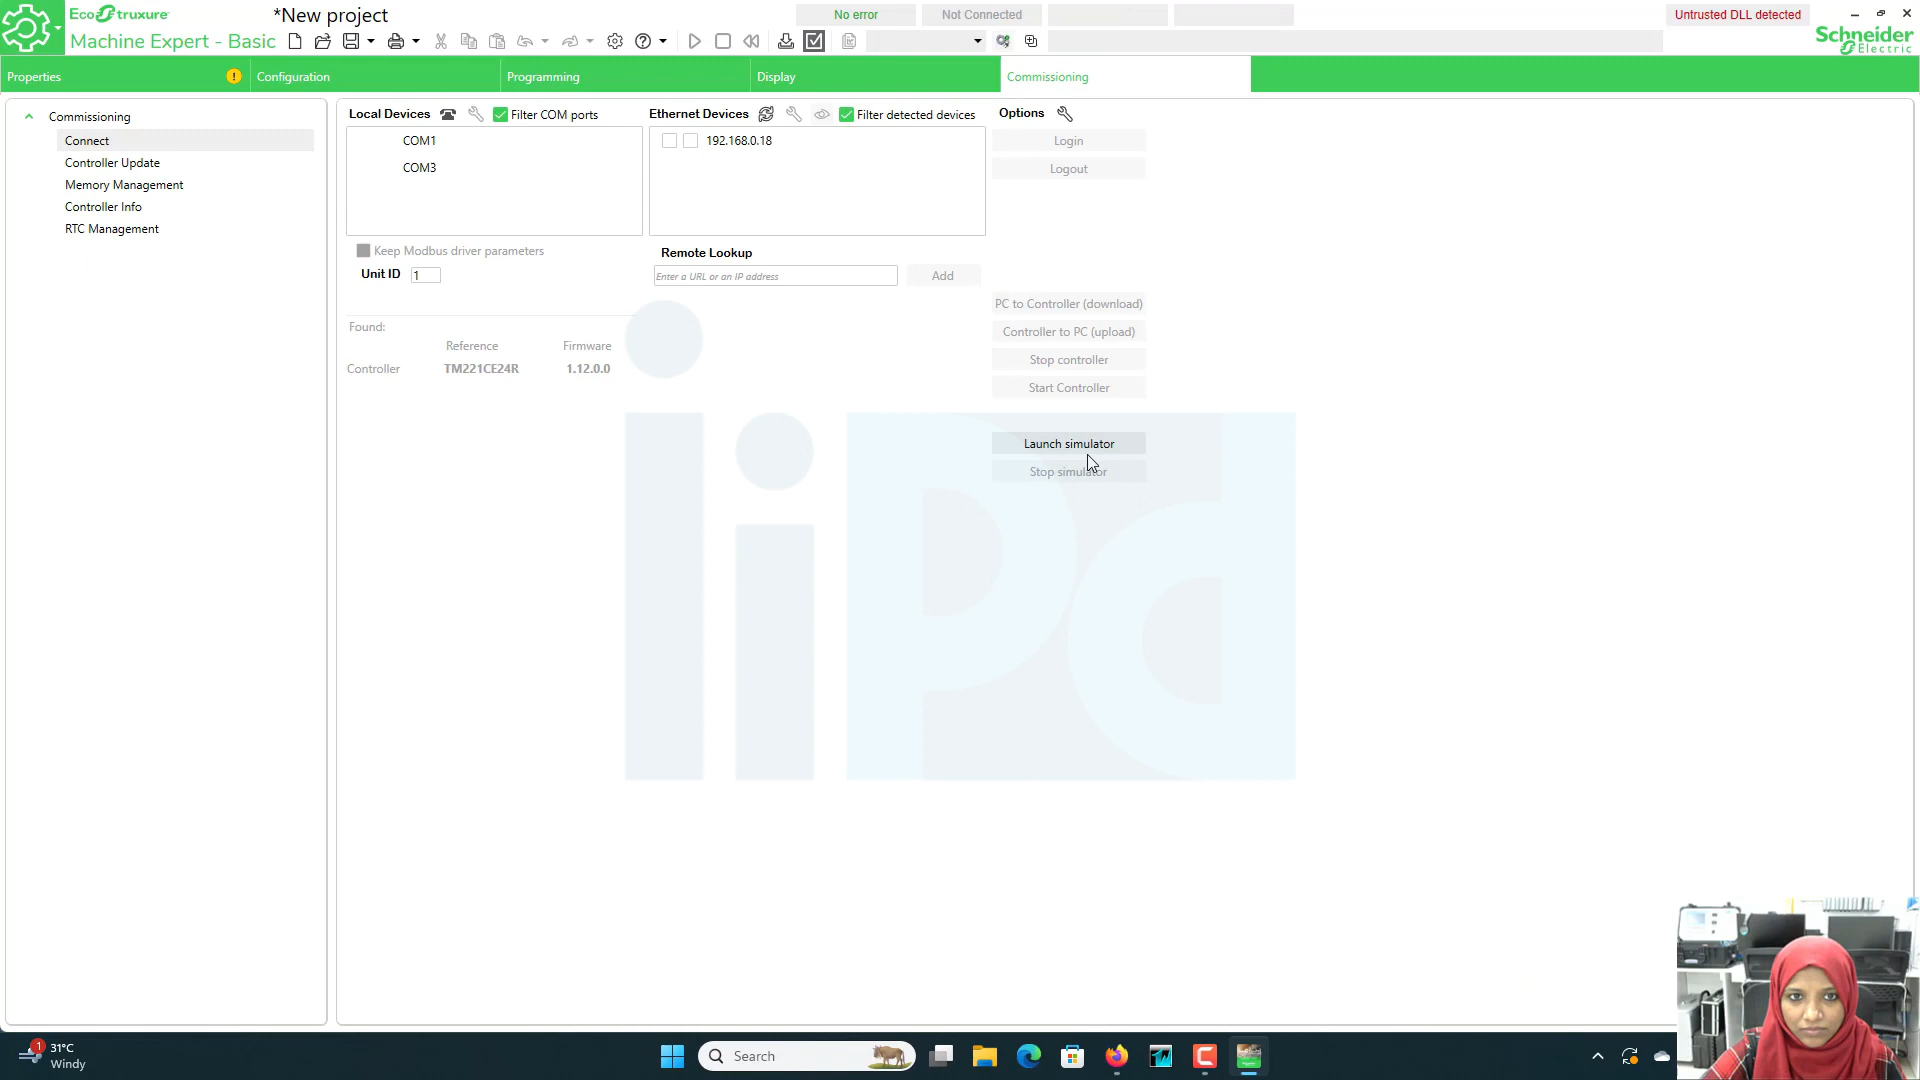 EcoStruxure
Machine Expert - Basic
*New project
No error
Not Connected
Untrusted DLL detected
Schneider
Electric
Properties
Configuration
Programming
Display
Commissioning
Commissioning
Connect
Controller Update
Memory Management
Controller Info
RTC Management
Local Devices
Filter COM ports
COM1
COM3
Keep Modbus driver parameters
Unit ID 1
Ethernet Devices
Filter detected devices
192.168.0.18
Remote Lookup
Enter a URL or an IP address
Add
Found:
Reference Firmware
Controller TM221CE24R 1.12.0.0
Options
Login
Logout
PC to Controller (download)
Controller to PC (upload)
Stop controller
Start Controller
Launch simulator
Stop simulator
iiPd
1
31°C
Windy
Search